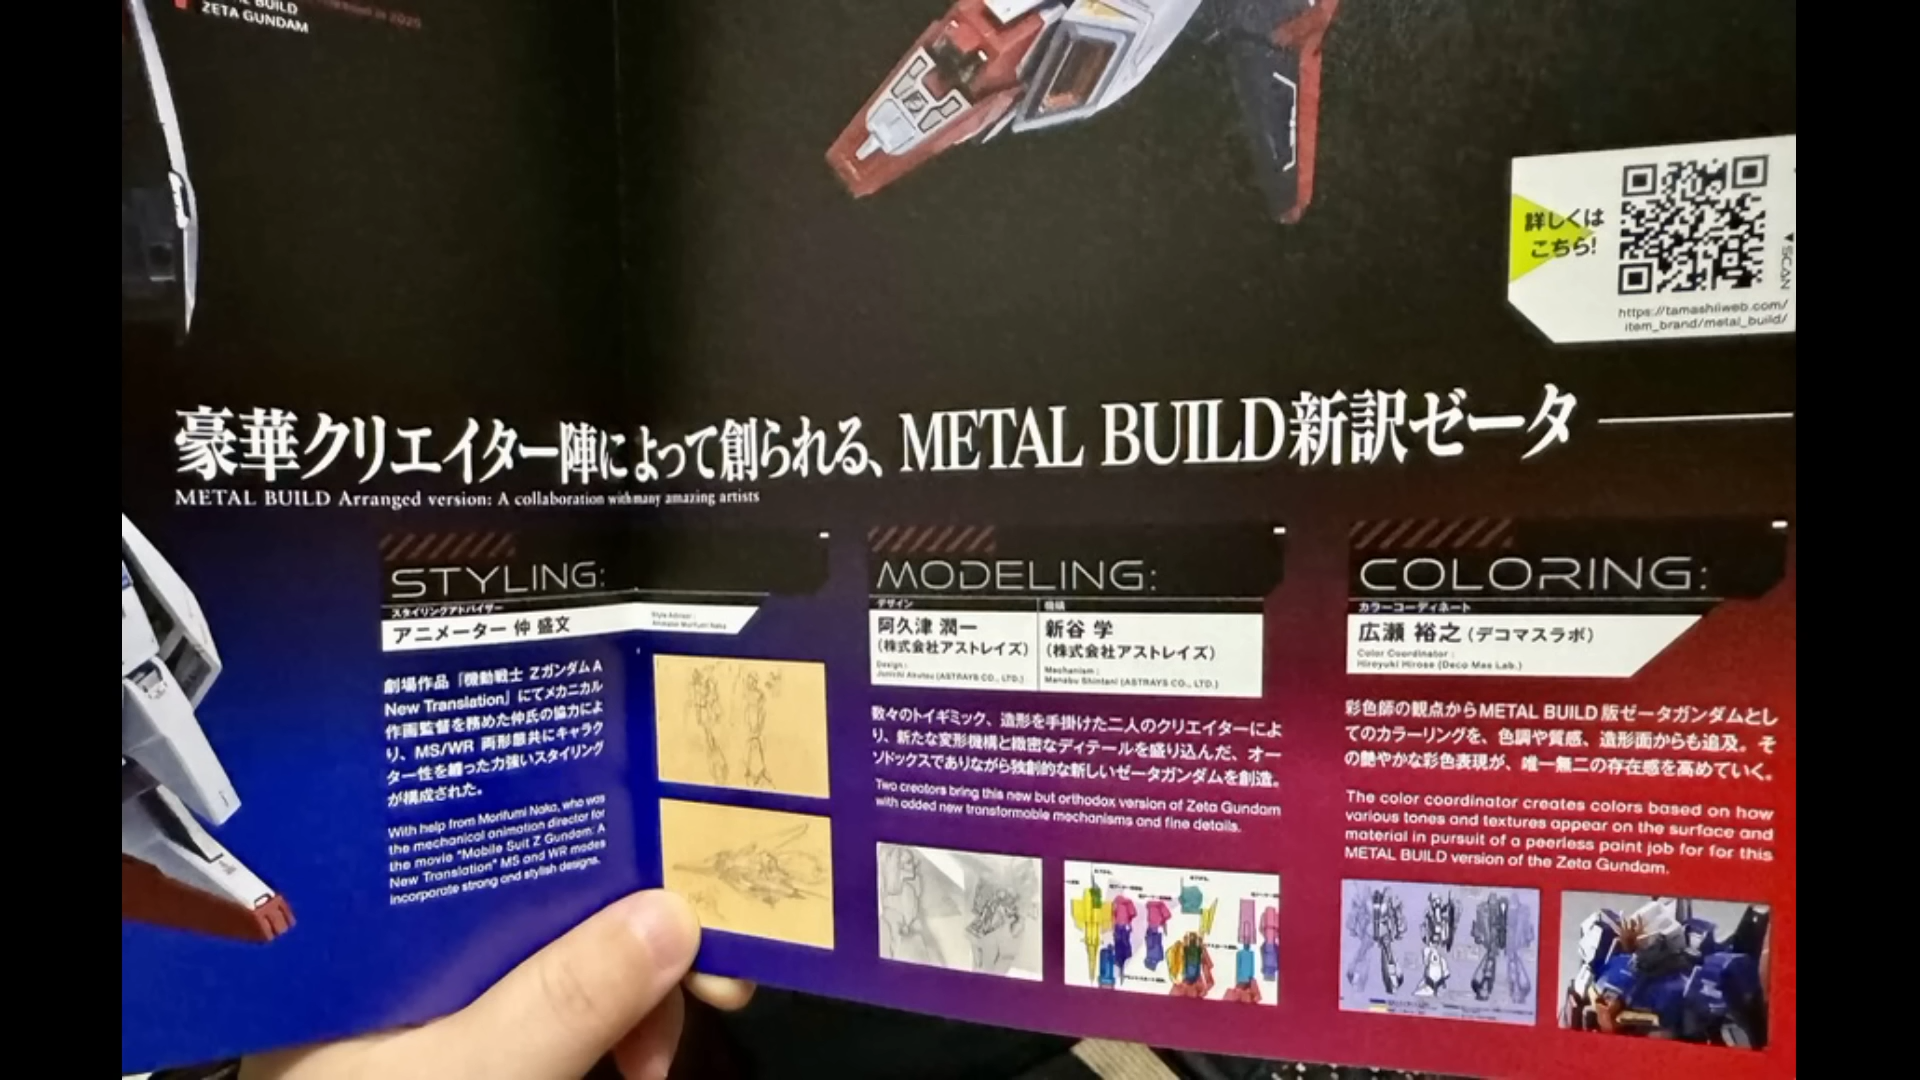 BUILD
ZETA GUNDAM
in 2025
詳しくは
こちら!
SCAN
https://tamashiiweb.com/
item_brand/metal_build/
豪華クリエイター陣によって創られる、METAL BUILD新訳ゼータ
METAL BUILD Arranged version: A collaboration with many amazing artists
STYLING:
スタイリングアドバイザー
アニメーター 仲 盛文
Style Advisor :
Animator Morifumi Naka
劇場作品『機動戦士 ZガンダムA
New Translation』にてメカニカル
作画監督を務めた仲氏の協力によ
り、MS/WR 両形態共にキャラク
ター性を纏った力強いスタイリング
が構成された。
With help from Morifumi Naka, who was
the mechanical animation director for
the movie "Mobile Suit Z Gundam: A
New Translation" MS and WR modes
incorporate strong and stylish designs.
MODELING:
デザイン
阿久津 潤一
(株式会社アストレイズ)
Design :
Junichi Akutsu (ASTRAYS CO., LTD.)
機構
新谷 学
(株式会社アストレイズ)
Mechanism :
Manabu Shintani (ASTRAYS CO., LTD.)
数々のトイギミック、造形を手掛けた二人のクリエイターによ
り、新たな変形機構と緻密なディテールを盛り込んだ、オー
ソドックスでありながら独創的な新しいゼータガンダムを創造。
Two creators bring this new but orthodox version of Zeta Gundam
with added new transformable mechanisms and fine details.
COLORING:
カラーコーディネート
広瀬 裕之(デコマスラボ)
Color Coordinator :
Hiroyuki Hirose (Deco Mas Lab.)
彩色師の観点からMETAL BUILD版ゼータガンダムとし
てのカラーリングを、色調や質感、造形面からも追及。そ
の艶やかな彩色表現が、唯一無二の存在感を高めていく。
The color coordinator creates colors based on how
various tones and textures appear on the surface and
material in pursuit of a peerless paint job for for this
METAL BUILD version of the Zeta Gundam.